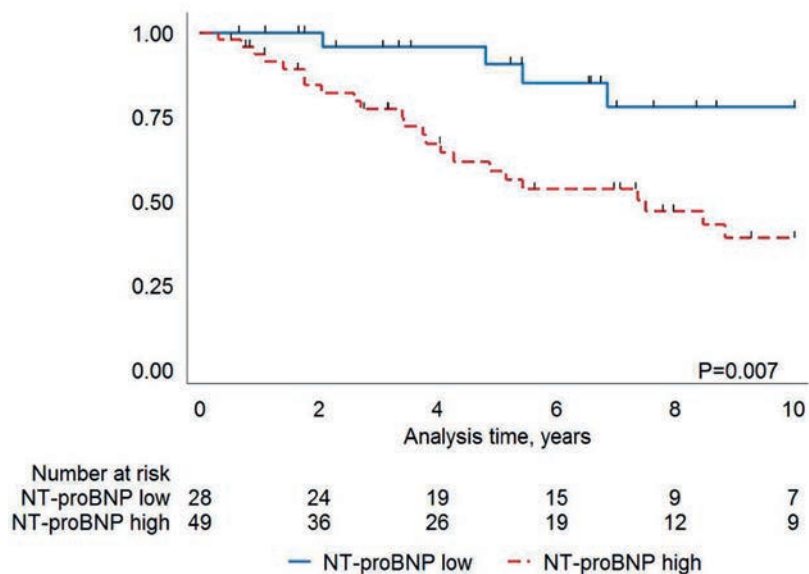 1.00
0.75
0.50
0.25
0.00
P=0.007
0 2 4 6 8 10
Analysis time, years
Number at risk
NT-proBNP low 28 24 19 15 9 7
NT-proBNP high 49 36 26 19 12 9
NT-proBNP low NT-proBNP high